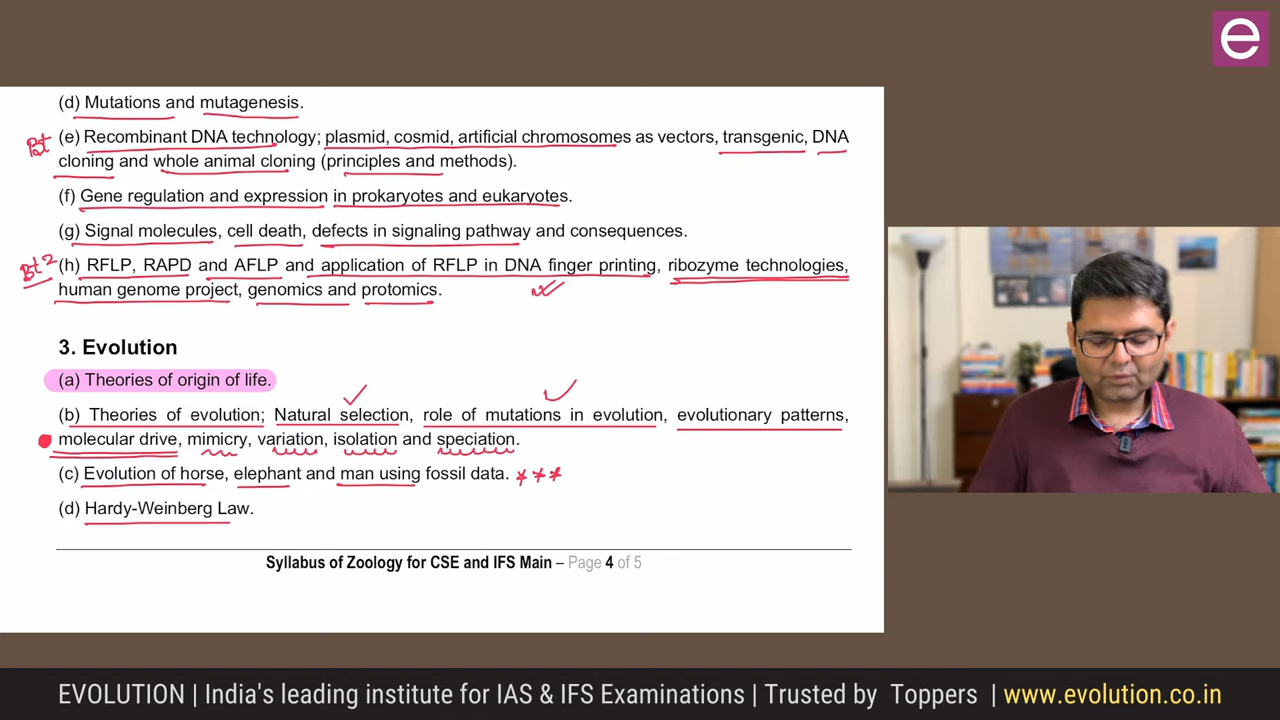 e
(d) Mutations and mutagenesis.
Bt
(e) Recombinant DNA technology; plasmid, cosmid, artificial chromosomes as vectors, transgenic, DNA
cloning and whole animal cloning (principles and methods).
(f) Gene regulation and expression in prokaryotes and eukaryotes.
(g) Signal molecules, cell death, defects in signaling pathway and consequences.
Bt2
(h) RFLP, RAPD and AFLP and application of RFLP in DNA finger printing, ribozyme technologies,
human genome project, genomics and protomics.
3. Evolution
(a) Theories of origin of life.
(b) Theories of evolution; Natural selection, role of mutations in evolution, evolutionary patterns,
molecular drive, mimicry, variation, isolation and speciation.
(c) Evolution of horse, elephant and man using fossil data.
(d) Hardy-Weinberg Law.
Syllabus of Zoology for CSE and IFS Main – Page 4 of 5
EVOLUTION | India's leading institute for IAS & IFS Examinations | Trusted by Toppers | www.evolution.co.in